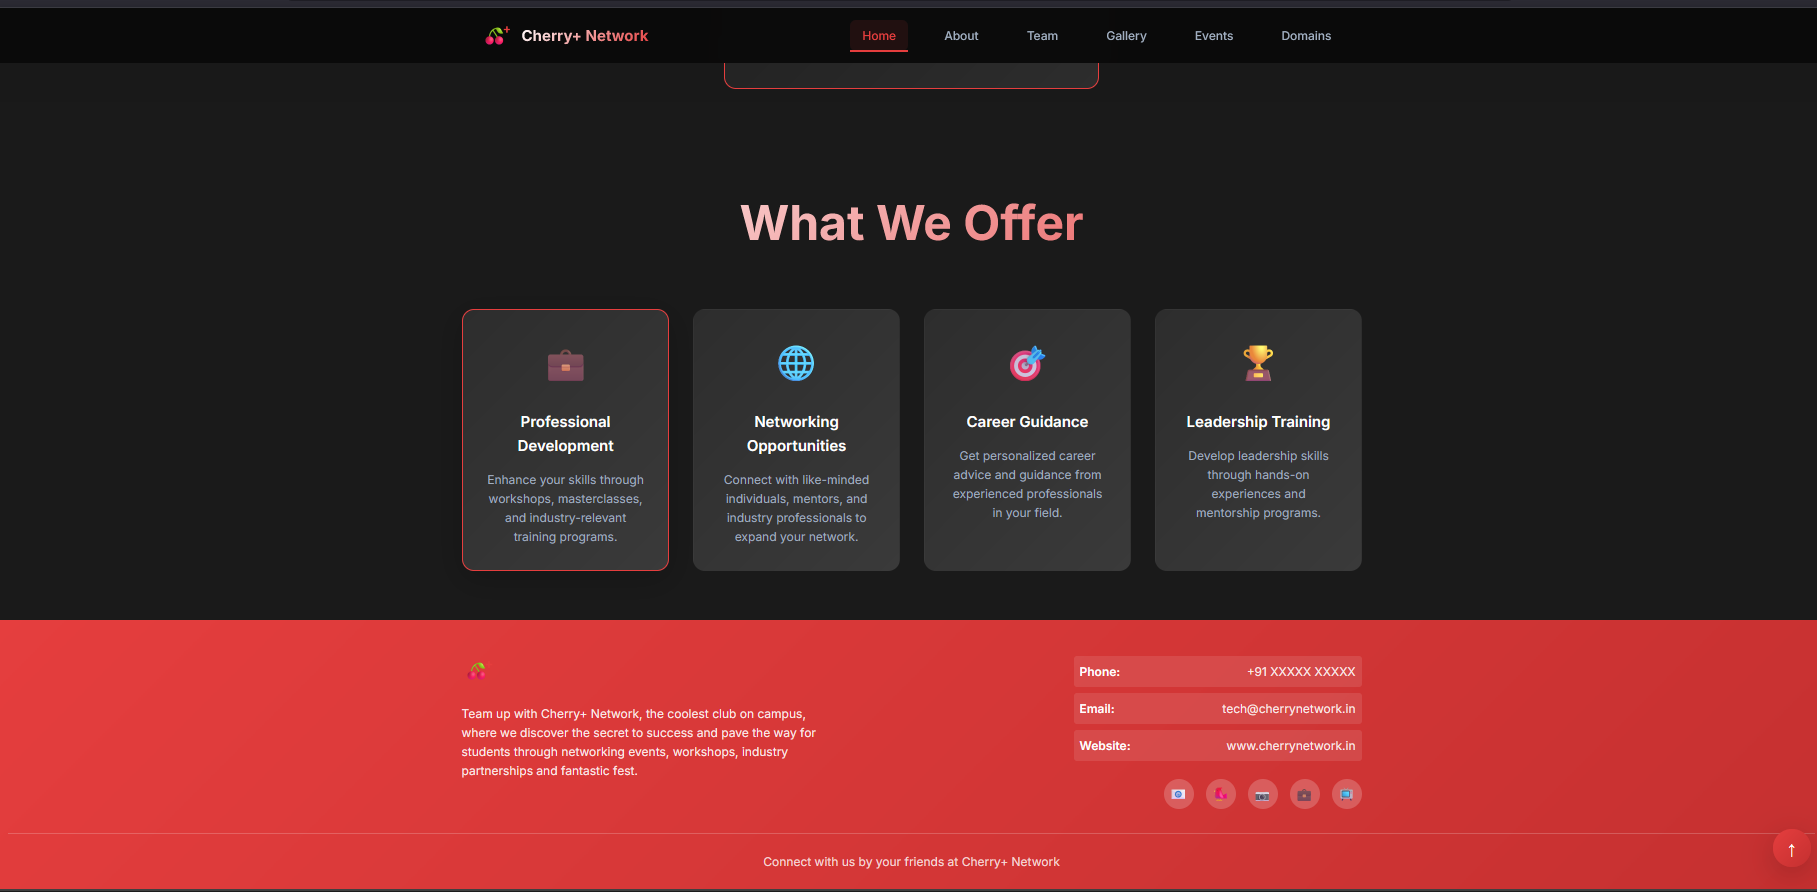 Cherry+ Network
Home
About
Team
Gallery
Events
Domains
What We Offer
Professional
Development
Enhance your skills through
workshops, masterclasses,
and industry-relevant
training programs.
Networking
Opportunities
Connect with like-minded
individuals, mentors, and
industry professionals to
expand your network.
Career Guidance
Get personalized career
advice and guidance from
experienced professionals
in your field.
Leadership Training
Develop leadership skills
through hands-on
experiences and
mentorship programs.
Team up with Cherry+ Network, the coolest club on campus,
where we discover the secret to success and pave the way for
students through networking events, workshops, industry
partnerships and fantastic fest.
Phone: +91 XXXXX XXXXX
Email: tech@cherrynetwork.in
Website: www.cherrynetwork.in
Connect with us by your friends at Cherry+ Network
↑